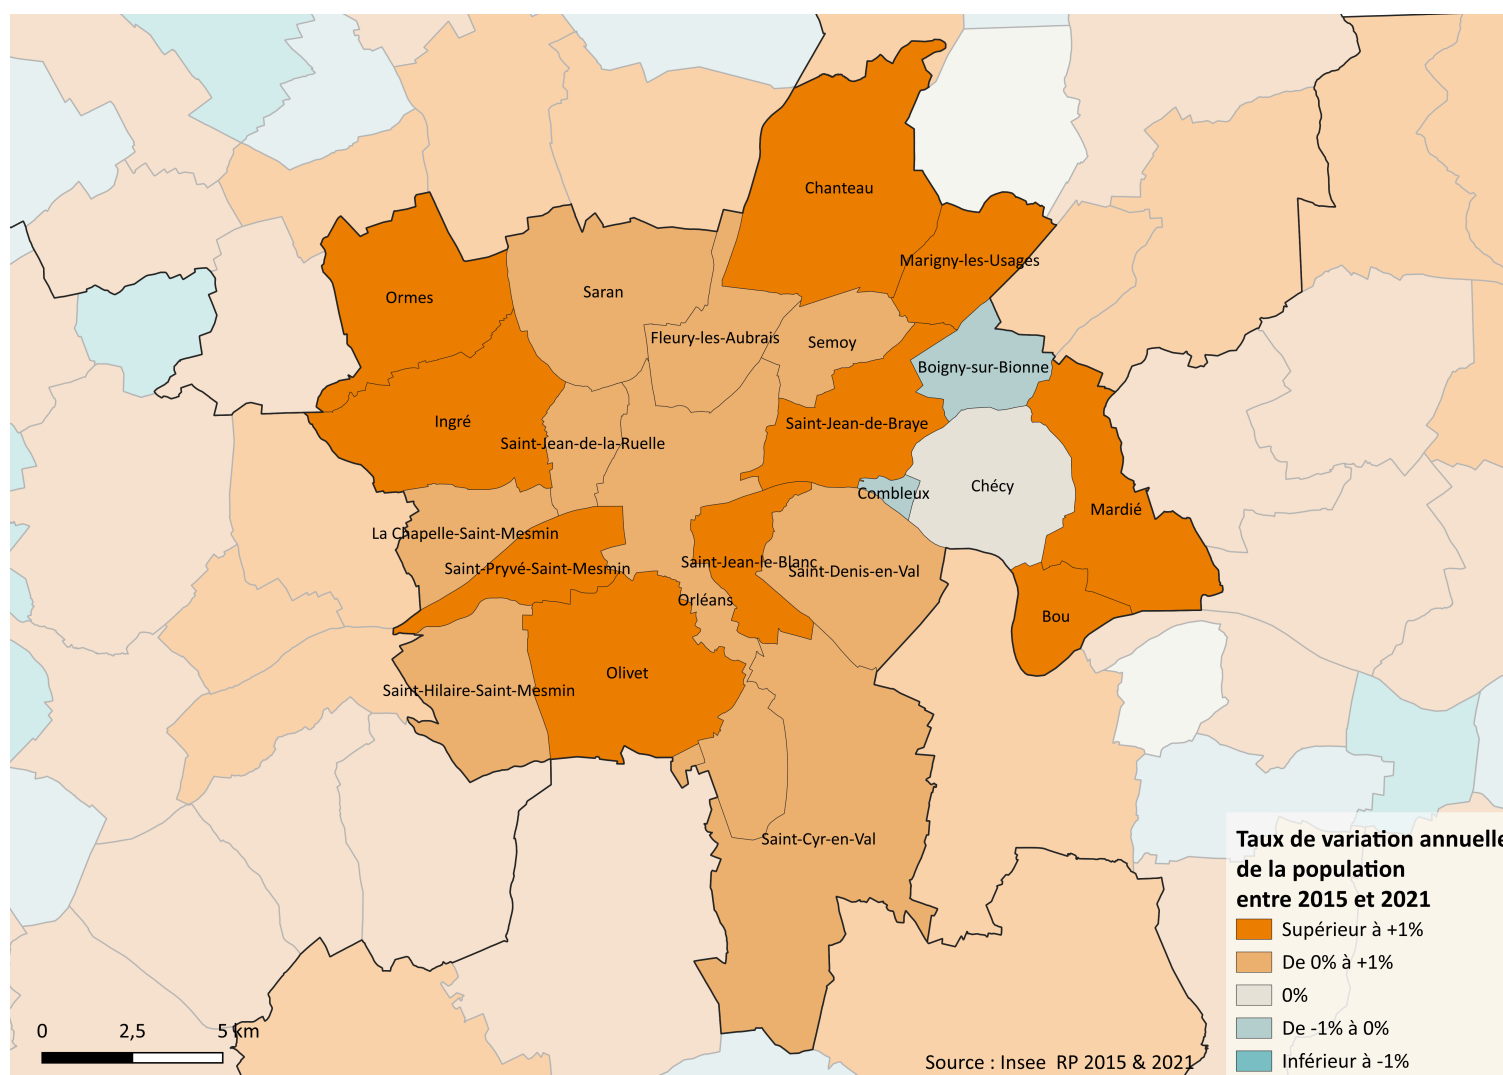 Chanteau
Marigny-les-Usages
Ormes
Saran
Fleury-les-Aubrais
Semoy
Boigny-sur-Bionne
Ingré
Saint-Jean-de-la-Ruelle
Saint-Jean-de-Braye
Combleux
Chécy
Mardié
La Chapelle-Saint-Mesmin
Saint-Pryvé-Saint-Mesmin
Saint-Jean-le-Blanc
Saint-Denis-en-Val
Orléans
Bou
Olivet
Saint-Hilaire-Saint-Mesmin
Saint-Cyr-en-Val
Taux de variation annuelle
de la population
entre 2015 et 2021
Supérieur à +1%
De 0% à +1%
0%
De -1% à 0%
Inférieur à -1%
0 2,5 5 km
Source : Insee RP 2015 & 2021